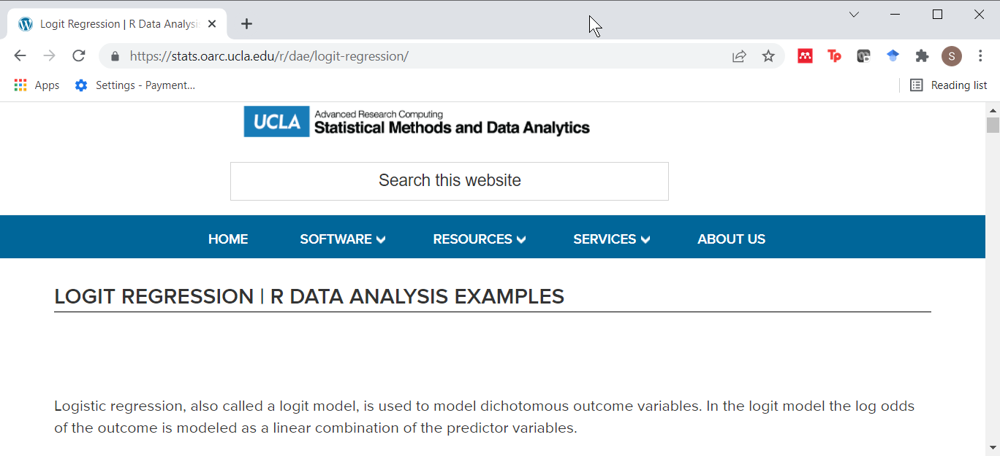 Logit Regression | R Data Analysis
https://stats.oarc.ucla.edu/r/dae/logit-regression/
Tp
S
Apps
Settings - Payment...
Reading list
UCLA
Advanced Research Computing
Statistical Methods and Data Analytics
Search this website
HOME SOFTWARE RESOURCES SERVICES ABOUT US
LOGIT REGRESSION | R DATA ANALYSIS EXAMPLES
Logistic regression, also called a logit model, is used to model dichotomous outcome variables. In the logit model the log odds
of the outcome is modeled as a linear combination of the predictor variables.